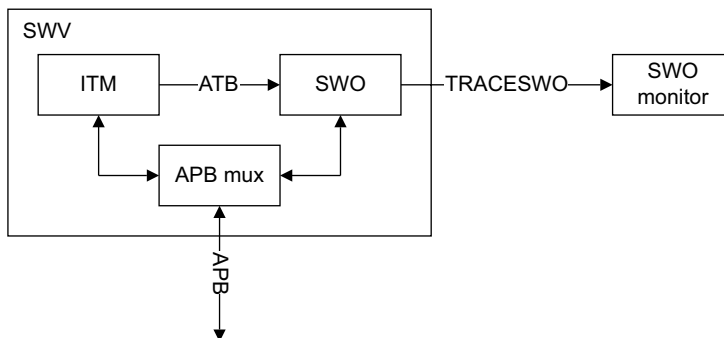 SWV
ITM
ATB
SWO
TRACESWO
SWO
monitor
APB mux
APB